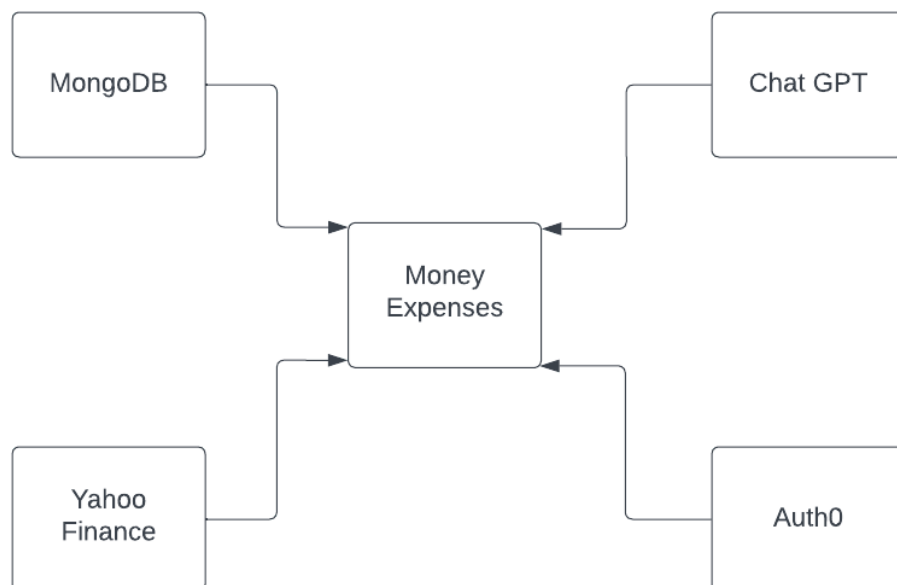 MongoDB
Chat GPT
Money
Expenses
Yahoo
Finance
Auth0